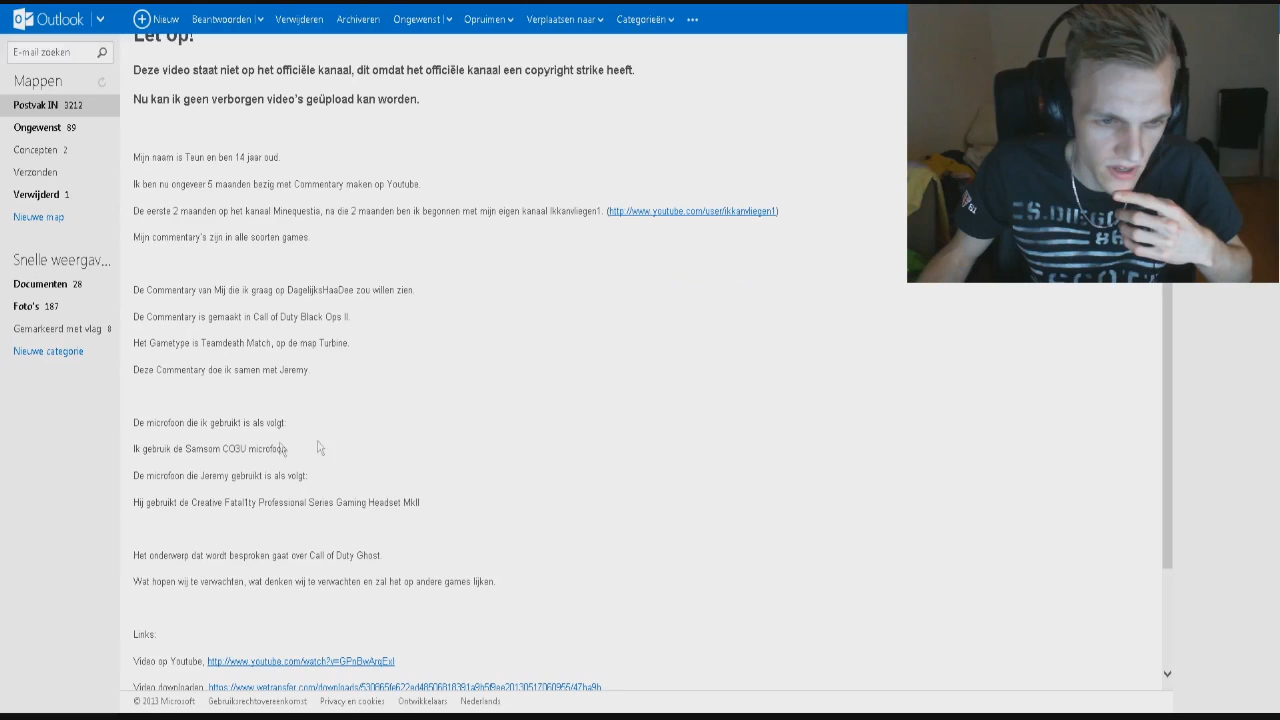 Outlook
Nieuw
Beantwoorden
Verwijderen
Archiveren
Ongewenst
Opruimen
Verplaatsen naar
Categorieën
E-mail zoeken
Mappen
Postvak IN 3212
Ongewenst 89
Concepten 2
Verzonden
Verwijderd 1
Nieuwe map
Snelle weergav...
Documenten 28
Foto's 187
Gemarkeerd met vlag 8
Nieuwe categorie
Let op!
Deze video staat niet op het officiële kanaal, dit omdat het officiële kanaal een copyright strike heeft.
Nu kan ik geen verborgen video's geüpload kan worden.
Mijn naam is Teun en ben 14 jaar oud.
Ik ben nu ongeveer 5 maanden bezig met Commentary maken op Youtube.
De eerste 2 maanden op het kanaal Minequestia, na die 2 maanden ben ik begonnen met mijn eigen kanaal Ikkanvliegen1. (http://www.youtube.com/user/ikkanvliegen1)
Mijn commentary's zijn in alle soorten games.
De Commentary van Mij die ik graag op DagelijksHaaDee zou willen zien.
De Commentary is gemaakt in Call of Duty Black Ops II.
Het Gametype is Teamdeath Match, op de map Turbine.
Deze Commentary doe ik samen met Jeremy.
De microfoon die ik gebruikt is als volgt:
Ik gebruik de Samsom CO3U microfoon
De microfoon die Jeremy gebruikt is als volgt:
Hij gebruikt de Creative Fatal1ty Professional Series Gaming Headset MkII
Het onderwerp dat wordt besproken gaat over Call of Duty Ghost.
Wat hopen wij te verwachten, wat denken wij te verwachten en zal het op andere games lijken.
Links:
Video op Youtube,
Video downloaden,
© 2013 Microsoft
Gebruiksrechtovereenkomst
Privacy en cookies
Ontwikkelaars
Nederlands